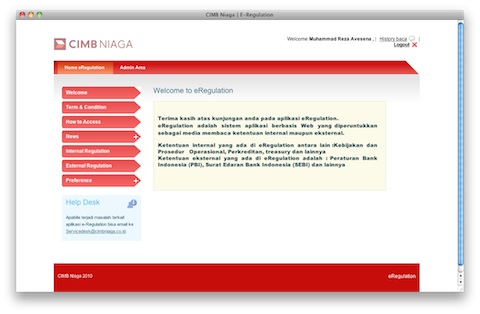 CIMB Niaga | E-Regulation
CIMB NIAGA
Welcome Muhammad Reza Avesena , | History baca
Logout
Home eRegulation Admin Area
Welcome
Term & Condition
How to Access
News
Internal Regulation
External Regulation
Preference
Welcome to eRegulation
Terima kasih atas kunjungan anda pada aplikasi eRegulation.
eRegulation adalah sistem aplikasi berbasis Web yang diperuntukkan
sebagai media membaca ketentuan internal maupun eksternal.
Ketentuan internal yang ada di eRegulation antara lain :Kebijakan dan
Prosedur Operasional, Perkreditan, treasury dan lainnya
Ketentuan eksternal yang ada di eRegulation adalah : Peraturan Bank
Indonesia (PBI), Surat Edaran Bank Indonesia (SEBI) dan lainnya
Help Desk
Apabila terjadi masalah terkait
aplikasi e-Regulation bisa email ke
Servicedesk@cimbniaga.co.id
CIMB Niaga 2010
eRegulation